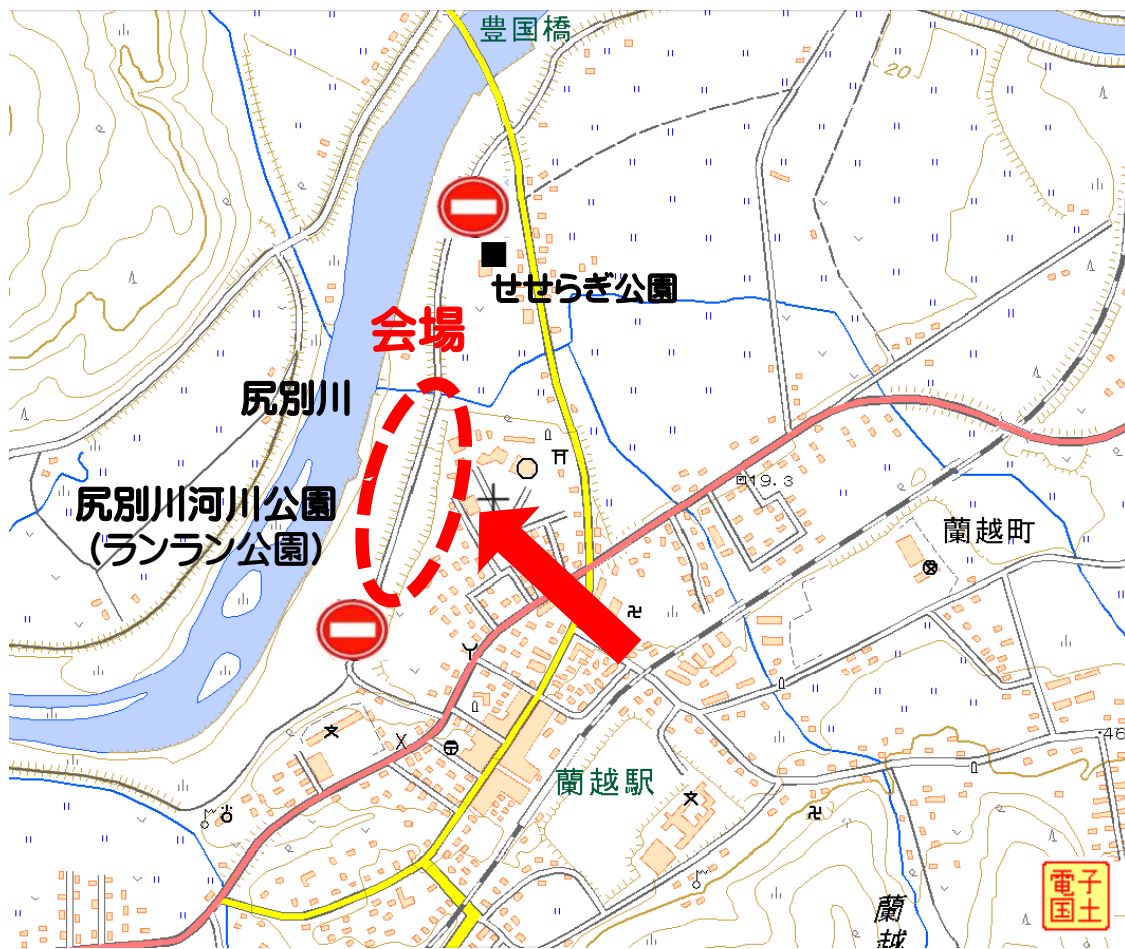 豊国橋
20
せせらぎ公園
会場
尻別川
尻別川河川公園
(ランラン公園)
19.3
蘭越町
蘭越駅
・46
電子
国土
蘭
越